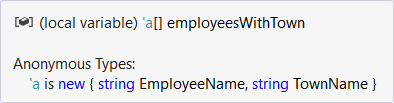 (local variable) 'a[] employeesWithTown
Anonymous Types:
'a is new { string EmployeeName, string TownName }